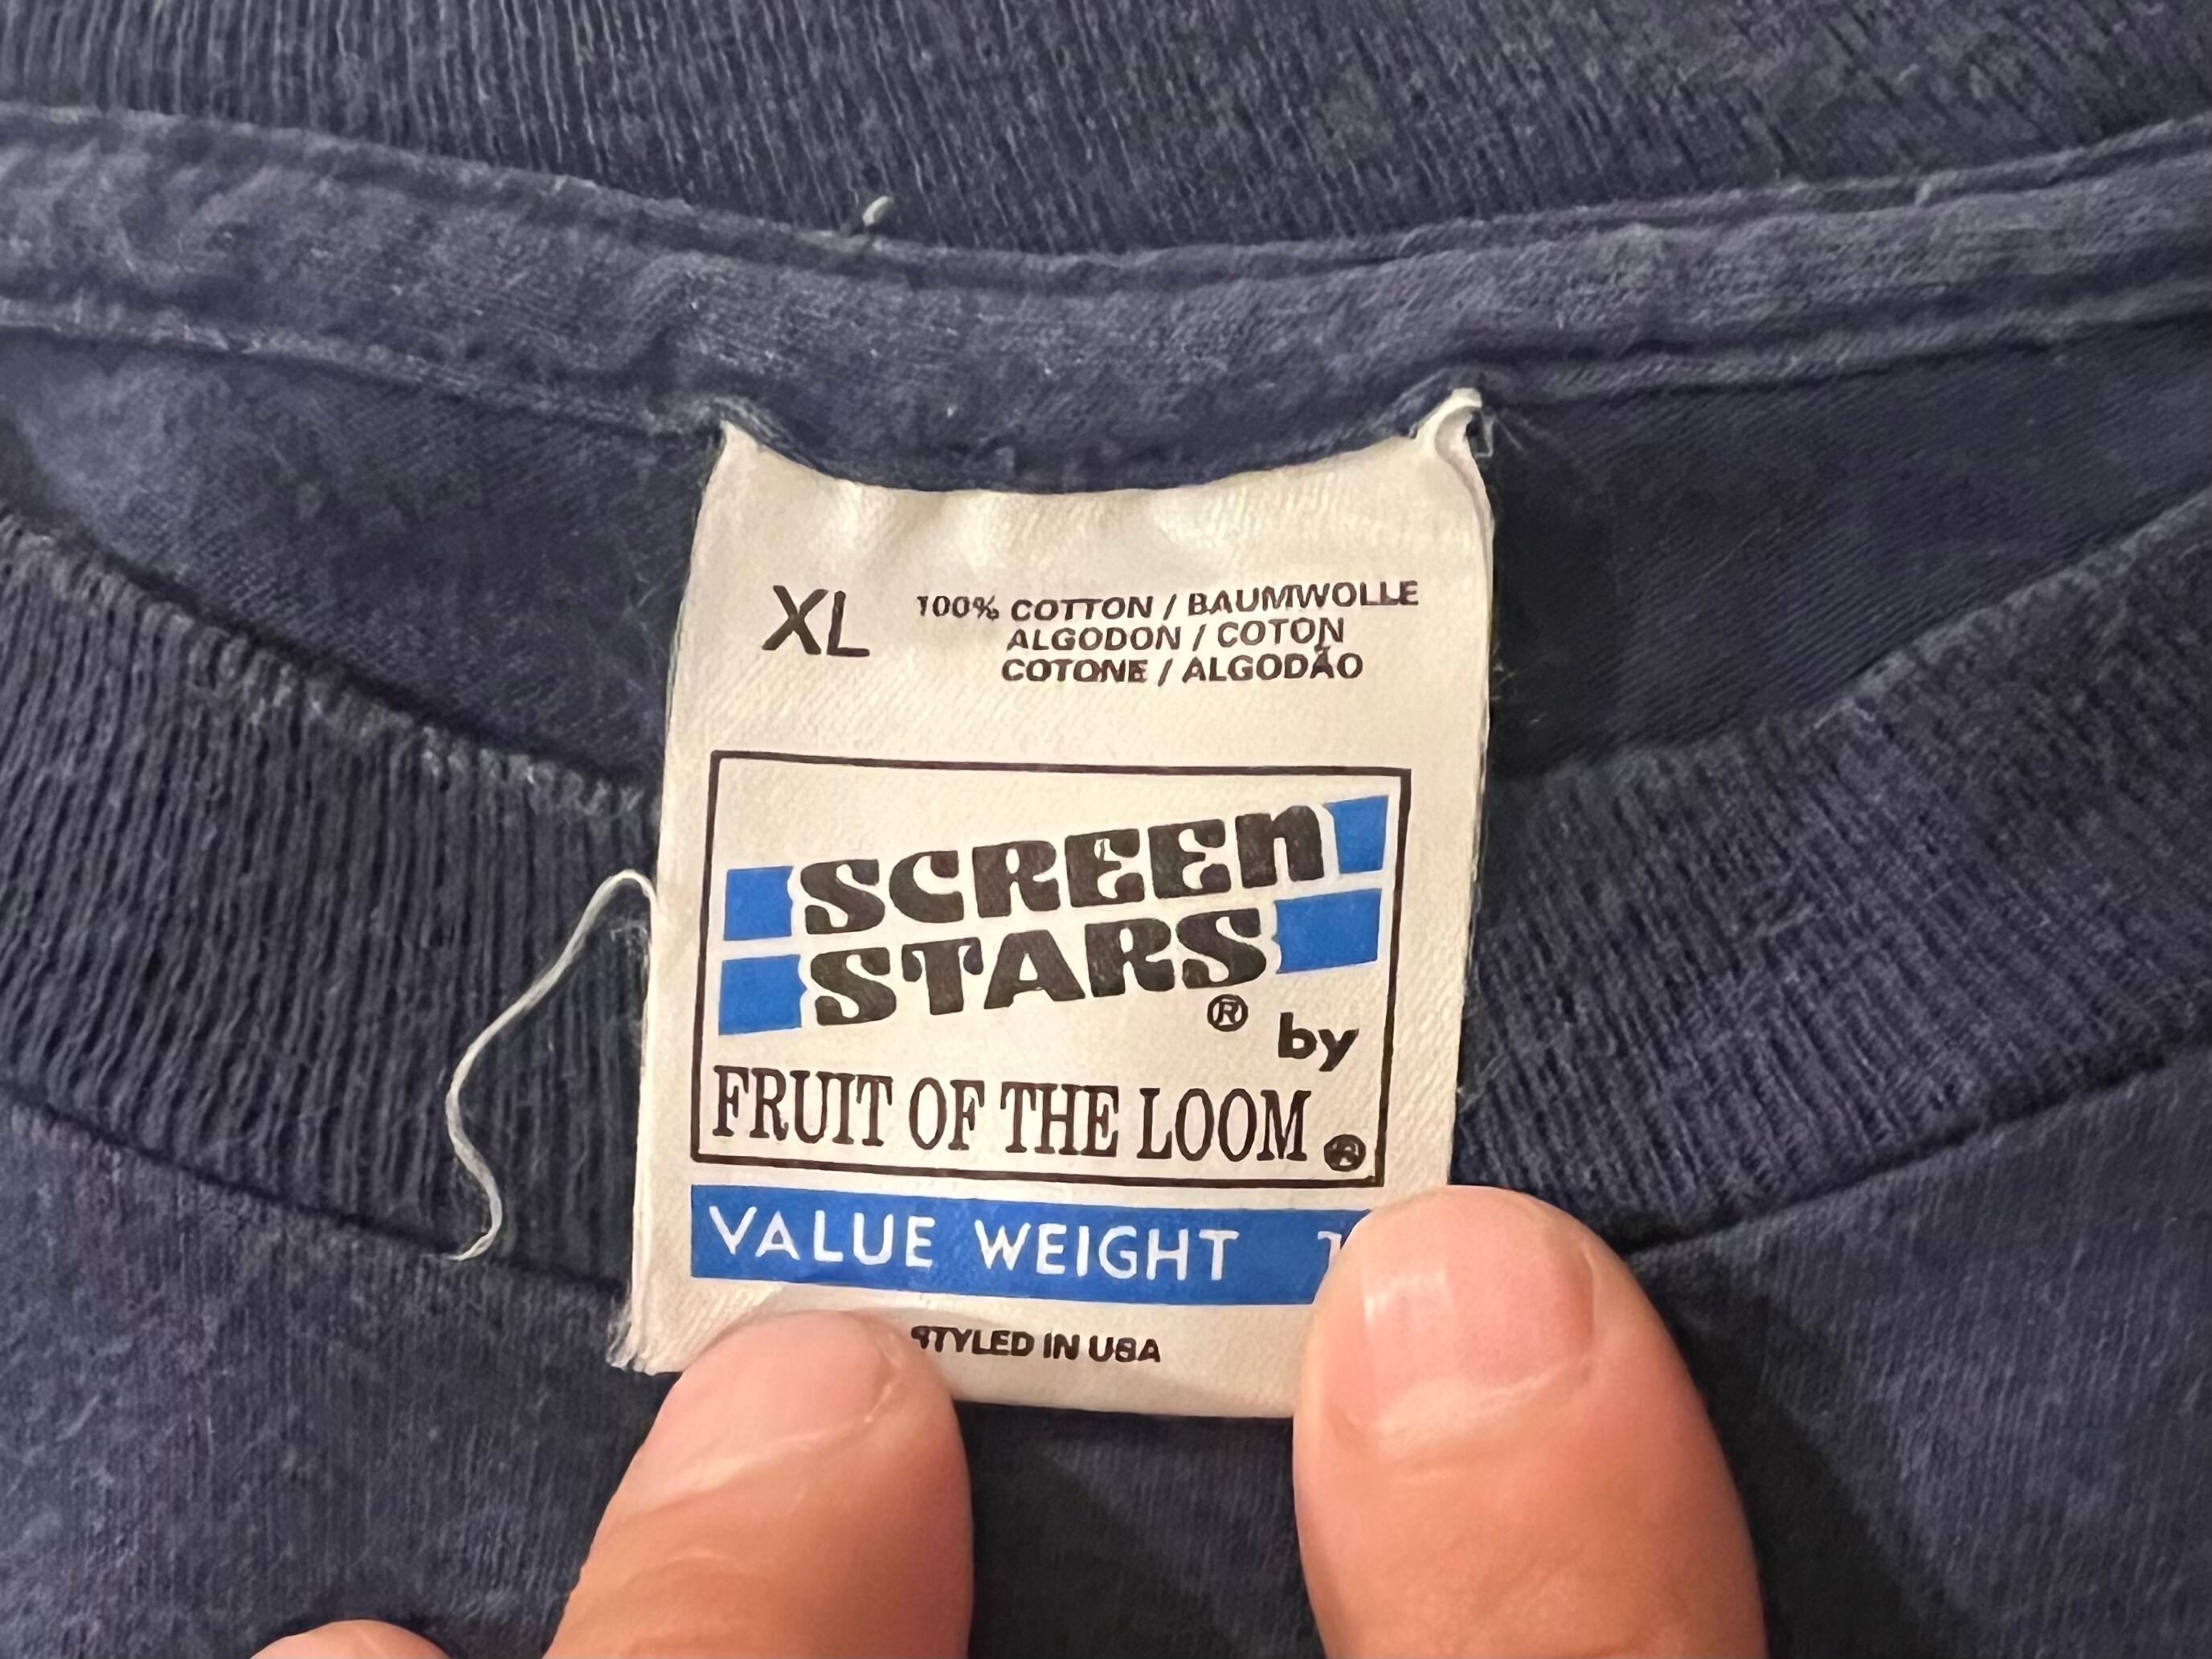 XL
100% COTTON / BAUMWOLLE
ALGODON / COTON
COTONE / ALGODÃO
SCREEN
STARS® by
FRUIT OF THE LOOM®
VALUE WEIGHT
STYLED IN USA